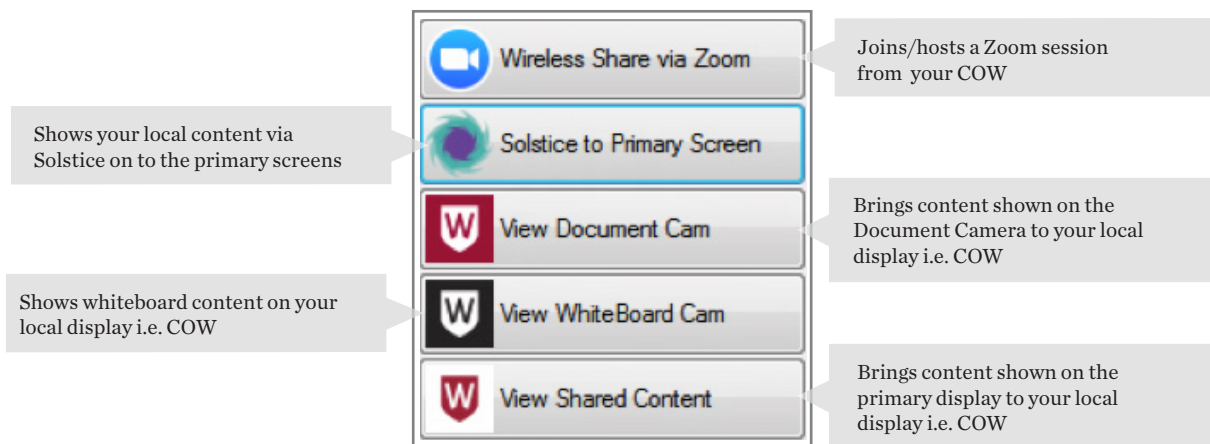 Wireless Share via Zoom
Joins/hosts a Zoom session
from your COW
Shows your local content via
Solstice on to the primary screens
Solstice to Primary Screen
W
View Document Cam
Brings content shown on the
Document Camera to your local
display i.e. COW
Shows whiteboard content on your
local display i.e. COW
W
View WhiteBoard Cam
W
View Shared Content
Brings content shown on the
primary display to your local
display i.e. COW